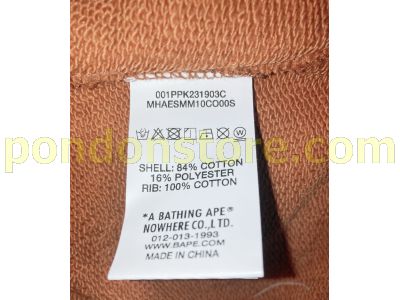 001PPK231903C
MHAESMM10CO00S
pondonstore.com
SHELL: 84% COTTON
16% POLYESTER
RIB: 100% COTTON
*A BATHING APE®
NOWHERE CO.,LTD.
012-013-1993
WWW.BAPE.COM
MADE IN CHINA